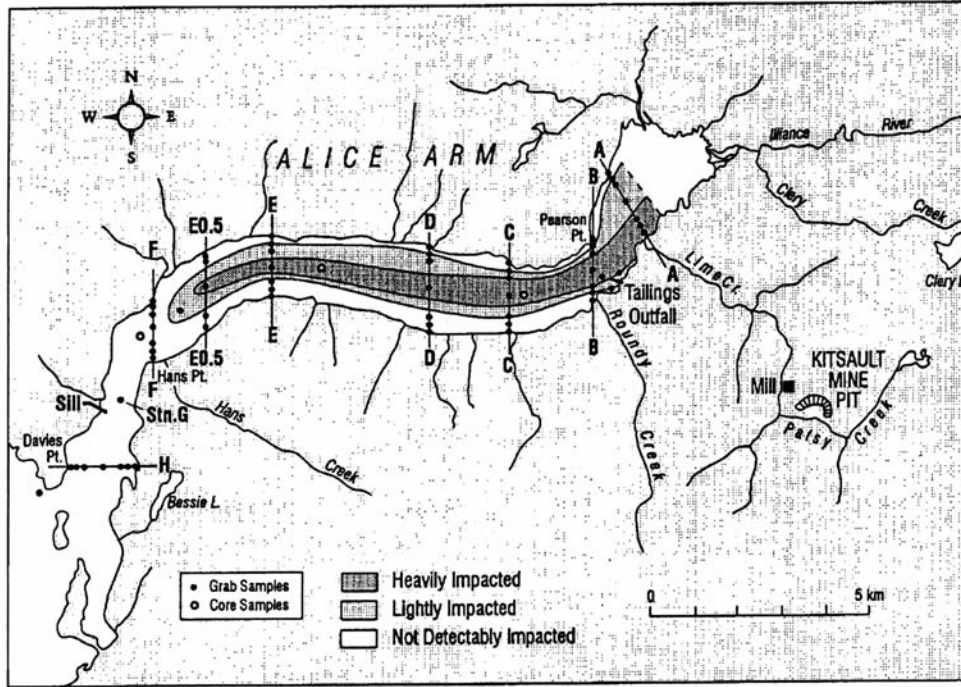 N
W
E
S
ALICE ARM
Illiance River
Clery Creek
A
B
Pearson Pt.
C
D
E
E0.5
F
A
Lime Cr.
Tailings Outfall
B
C
D
E
E0.5
F
Hans Pt.
Roundy Creek
Mill
KITSAULT
MINE
PIT
Patsy Creek
Sill
Stn.G
Hans Creek
Davies Pt.
H
Bessie L.
Grab Samples
Core Samples
Heavily Impacted
Lightly Impacted
Not Detectably Impacted
0
5 km